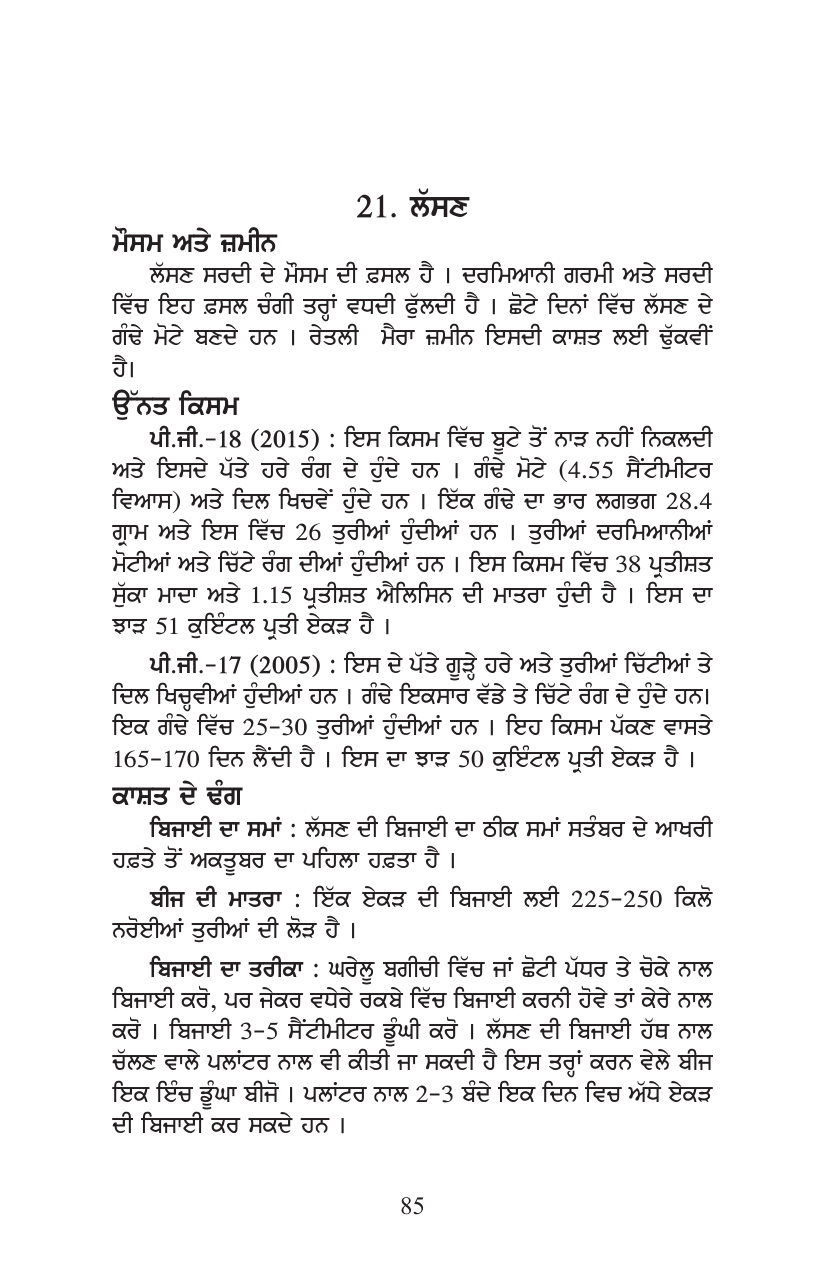 21. ਲੱਸਣ
ਮੌਸਮ ਅਤੇ ਜ਼ਮੀਨ
ਲੱਸਣ ਸਰਦੀ ਦੇ ਮੌਸਮ ਦੀ ਫ਼ਸਲ ਹੈ । ਦਰਮਿਆਨੀ ਗਰਮੀ ਅਤੇ ਸਰਦੀ
ਵਿੱਚ ਇਹ ਫ਼ਸਲ ਚੰਗੀ ਤਰ੍ਹਾਂ ਵਧਦੀ ਫੁੱਲਦੀ ਹੈ । ਛੋਟੇ ਦਿਨਾਂ ਵਿੱਚ ਲੱਸਣ ਦੇ
ਗੰਢੇ ਮੋਟੇ ਬਣਦੇ ਹਨ । ਰੇਤਲੀ ਮੈਰਾ ਜ਼ਮੀਨ ਇਸਦੀ ਕਾਸ਼ਤ ਲਈ ਢੁੱਕਵੀਂ
ਹੈ।
ਉੱਨਤ ਕਿਸਮ
ਪੀ.ਜੀ.-18 (2015) : ਇਸ ਕਿਸਮ ਵਿੱਚ ਬੂਟੇ ਤੋਂ ਨਾੜ ਨਹੀਂ ਨਿਕਲਦੀ
ਅਤੇ ਇਸਦੇ ਪੱਤੇ ਹਰੇ ਰੰਗ ਦੇ ਹੁੰਦੇ ਹਨ । ਗੰਢੇ ਮੋਟੇ (4.55 ਸੈਂਟੀਮੀਟਰ
ਵਿਆਸ) ਅਤੇ ਦਿਲ ਖਿਚਵੇਂ ਹੁੰਦੇ ਹਨ । ਇੱਕ ਗੰਢੇ ਦਾ ਭਾਰ ਲਗਭਗ 28.4
ਗ੍ਰਾਮ ਅਤੇ ਇਸ ਵਿੱਚ 26 ਤੁਰੀਆਂ ਹੁੰਦੀਆਂ ਹਨ । ਤੁਰੀਆਂ ਦਰਮਿਆਨੀਆਂ
ਮੋਟੀਆਂ ਅਤੇ ਚਿੱਟੇ ਰੰਗ ਦੀਆਂ ਹੁੰਦੀਆਂ ਹਨ । ਇਸ ਕਿਸਮ ਵਿੱਚ 38 ਪ੍ਰਤੀਸ਼ਤ
ਸੁੱਕਾ ਮਾਦਾ ਅਤੇ 1.15 ਪ੍ਰਤੀਸ਼ਤ ਐਲਿਸਿਨ ਦੀ ਮਾਤਰਾ ਹੁੰਦੀ ਹੈ । ਇਸ ਦਾ
ਝਾੜ 51 ਕੁਇੰਟਲ ਪ੍ਰਤੀ ਏਕੜ ਹੈ ।
ਪੀ.ਜੀ.-17 (2005) : ਇਸ ਦੇ ਪੱਤੇ ਗੂੜ੍ਹੇ ਹਰੇ ਅਤੇ ਤੁਰੀਆਂ ਚਿੱਟੀਆਂ ਤੇ
ਦਿਲ ਖਿਚ੍ਹਵੀਆਂ ਹੁੰਦੀਆਂ ਹਨ । ਗੰਢੇ ਇਕਸਾਰ ਵੱਡੇ ਤੇ ਚਿੱਟੇ ਰੰਗ ਦੇ ਹੁੰਦੇ ਹਨ।
ਇਕ ਗੰਢੇ ਵਿੱਚ 25-30 ਤੁਰੀਆਂ ਹੁੰਦੀਆਂ ਹਨ । ਇਹ ਕਿਸਮ ਪੱਕਣ ਵਾਸਤੇ
165-170 ਦਿਨ ਲੈਂਦੀ ਹੈ । ਇਸ ਦਾ ਝਾੜ 50 ਕੁਇੰਟਲ ਪ੍ਰਤੀ ਏਕੜ ਹੈ ।
ਕਾਸ਼ਤ ਦੇ ਢੰਗ
ਬਿਜਾਈ ਦਾ ਸਮਾਂ : ਲੱਸਣ ਦੀ ਬਿਜਾਈ ਦਾ ਠੀਕ ਸਮਾਂ ਸਤੰਬਰ ਦੇ ਆਖਰੀ
ਹਫ਼ਤੇ ਤੋਂ ਅਕਤੂਬਰ ਦਾ ਪਹਿਲਾ ਹਫ਼ਤਾ ਹੈ ।
ਬੀਜ ਦੀ ਮਾਤਰਾ : ਇੱਕ ਏਕੜ ਦੀ ਬਿਜਾਈ ਲਈ 225-250 ਕਿਲੋ
ਨਰੋਈਆਂ ਤੁਰੀਆਂ ਦੀ ਲੋੜ ਹੈ ।
ਬਿਜਾਈ ਦਾ ਤਰੀਕਾ : ਘਰੇਲੂ ਬਗੀਚੀ ਵਿੱਚ ਜਾਂ ਛੋਟੀ ਪੱਧਰ ਤੇ ਚੋਕੇ ਨਾਲ
ਬਿਜਾਈ ਕਰੋ, ਪਰ ਜੇਕਰ ਵਧੇਰੇ ਰਕਬੇ ਵਿੱਚ ਬਿਜਾਈ ਕਰਨੀ ਹੋਵੇ ਤਾਂ ਕੇਰੇ ਨਾਲ
ਕਰੋ । ਬਿਜਾਈ 3-5 ਸੈਂਟੀਮੀਟਰ ਡੂੰਘੀ ਕਰੋ । ਲੱਸਣ ਦੀ ਬਿਜਾਈ ਹੱਥ ਨਾਲ
ਚੱਲਣ ਵਾਲੇ ਪਲਾਂਟਰ ਨਾਲ ਵੀ ਕੀਤੀ ਜਾ ਸਕਦੀ ਹੈ ਇਸ ਤਰ੍ਹਾਂ ਕਰਨ ਵੇਲੇ ਬੀਜ
ਇਕ ਇੰਚ ਡੂੰਘਾ ਬੀਜੋ । ਪਲਾਂਟਰ ਨਾਲ 2-3 ਬੰਦੇ ਇਕ ਦਿਨ ਵਿਚ ਅੱਧੇ ਏਕੜ
ਦੀ ਬਿਜਾਈ ਕਰ ਸਕਦੇ ਹਨ ।
85